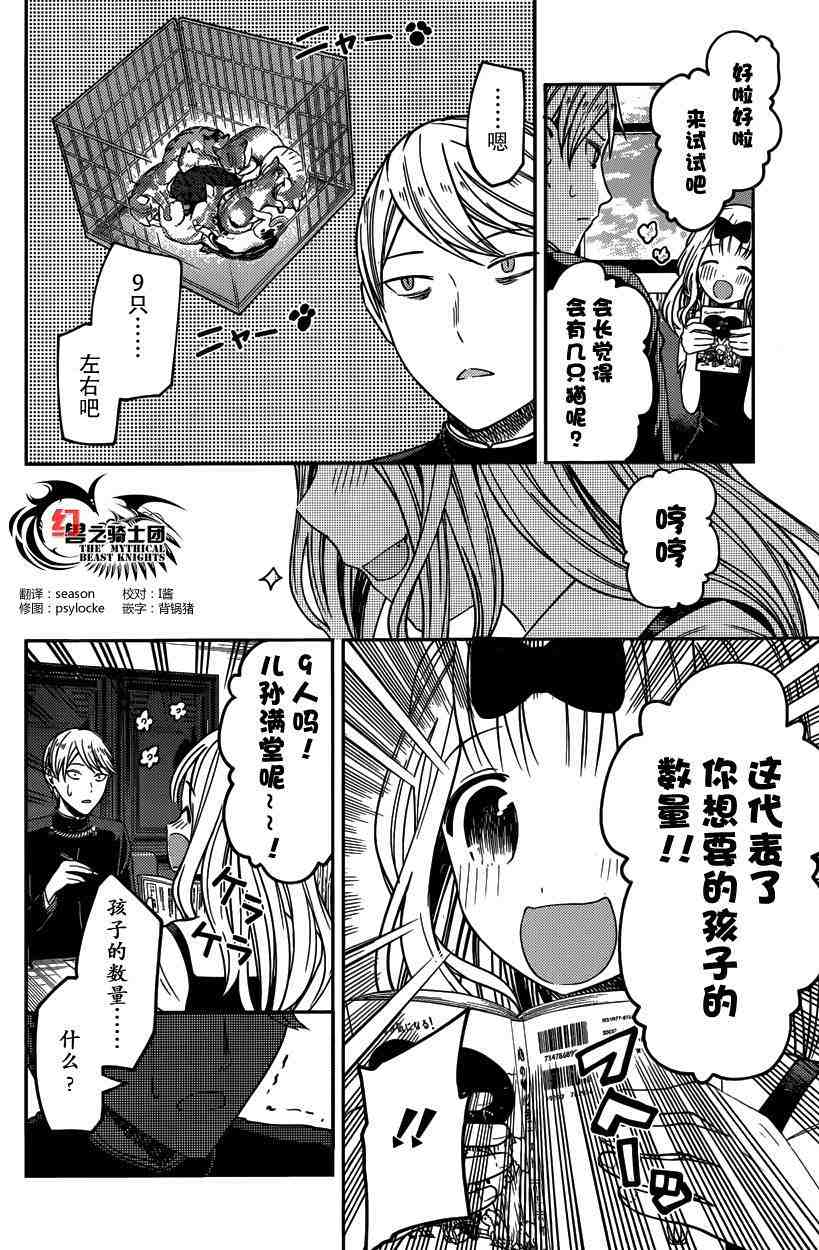 好啦好啦
来试试吧
会长觉得
会有几只猫呢？
……嗯
ニャー
9只……
左右吧
ニャー
哼
哼
幻兽之骑士团
THE MYTHICAL
BEAST KNIGHTS
翻译：season 校对：I酱
修图：psylocke 嵌字：背锅猪
这代表了
你想要的孩子的
数量!!
フフー
!!
9人吗！
儿孙满堂呢～～！
ケラ
ケラ
孩子的数量……
什么？